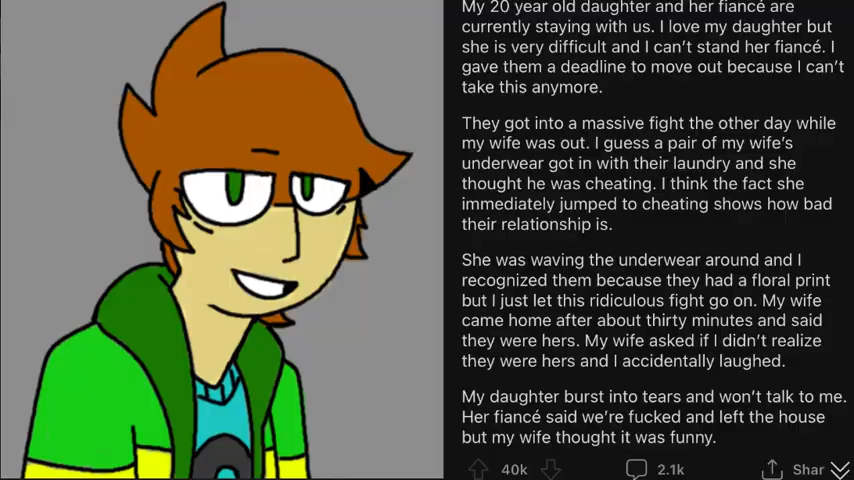 My 20 year old daughter and her fiancé are
currently staying with us. I love my daughter but
she is very difficult and I can't stand her fiancé. I
gave them a deadline to move out because I can't
take this anymore.
They got into a massive fight the other day while
my wife was out. I guess a pair of my wife's
underwear got in with their laundry and she
thought he was cheating. I think the fact she
immediately jumped to cheating shows how bad
their relationship is.
She was waving the underwear around and I
recognized them because they had a floral print
but I just let this ridiculous fight go on. My wife
came home after about thirty minutes and said
they were hers. My wife asked if I didn't realize
they were hers and I accidentally laughed.
My daughter burst into tears and won't talk to me.
Her fiancé said we're fucked and left the house
but my wife thought it was funny.
40k 2.1k Shar